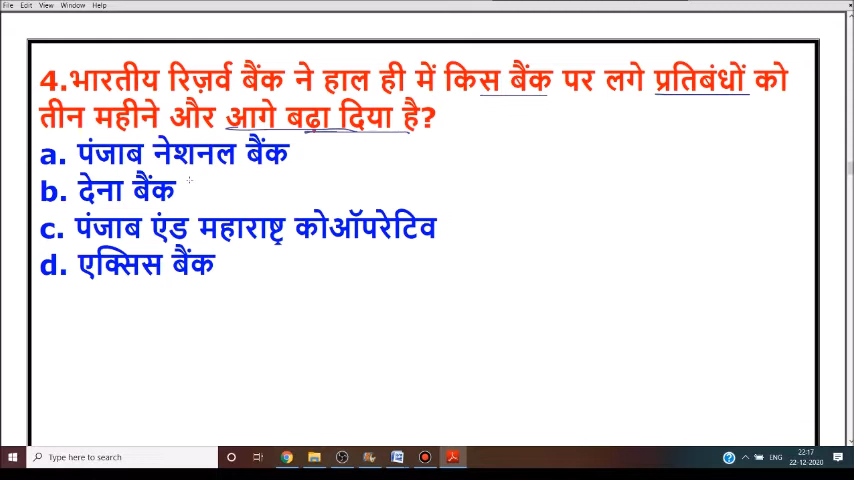 File Edit View Window Help
4.भारतीय रिज़र्व बैंक ने हाल ही में किस बैंक पर लगे प्रतिबंधों को
तीन महीने और आगे बढ़ा दिया है?
a. पंजाब नेशनल बैंक
b. देना बैंक
c. पंजाब एंड महाराष्ट्र कोऑपरेटिव
d. एक्सिस बैंक
Type here to search
ENG
22:17
22-12-2020